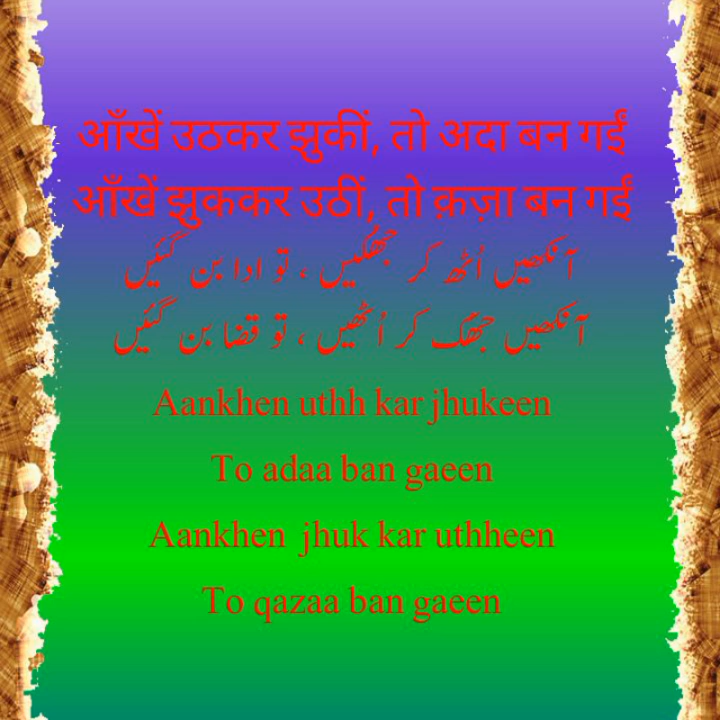 आँखें उठकर झुकीं, तो अदा बन गईं
आँखें झुककर उठीं, तो क़ज़ा बन गईं
آنکھیں اُٹھ کر جُھکیں ، تو ادا بن گئیں
آنکھیں جھک کر اُٹھیں ، تو قضا بن گئیں
Aankhen uthh kar jhukeen
To adaa ban gaeen
Aankhen jhuk kar uthheen
To qazaa ban gaeen